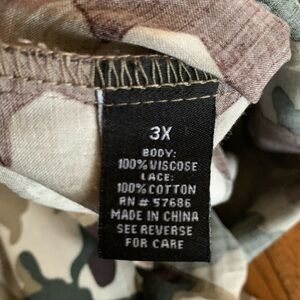 3X
BODY:
100% VISCOSE
LACE:
100% COTTON
RN # 57686
MADE IN CHINA
SEE REVERSE
FOR CARE